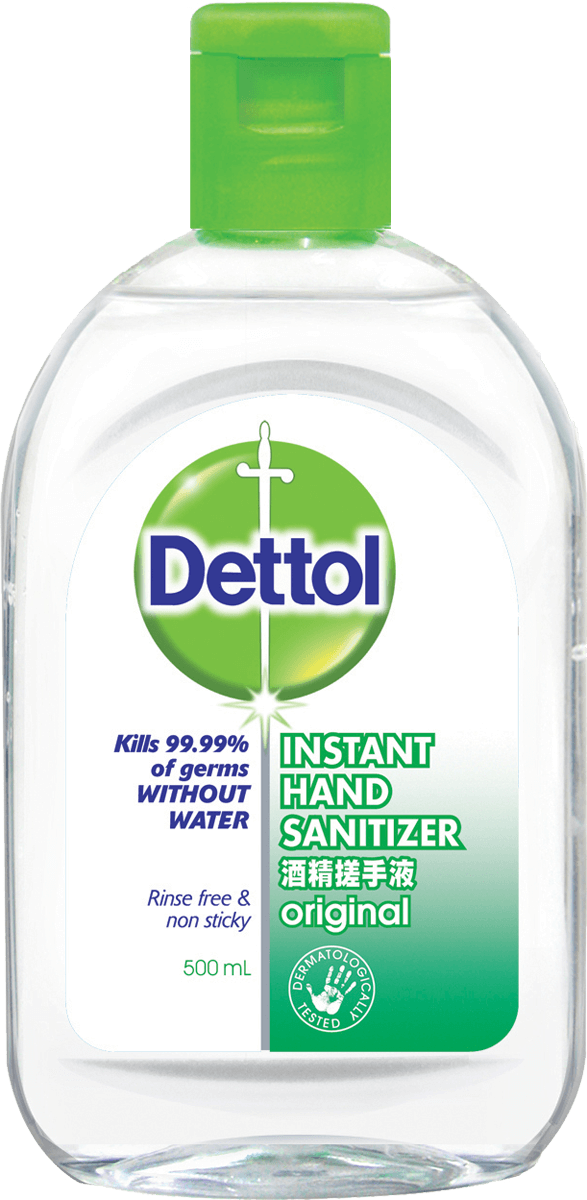 Dettol
Kills 99.99%
of germs
WITHOUT
WATER
Rinse free &
non sticky
500 mL
INSTANT
HAND
SANITIZER
酒精搓手液
original
DERMATOLOGICALLY
TESTED